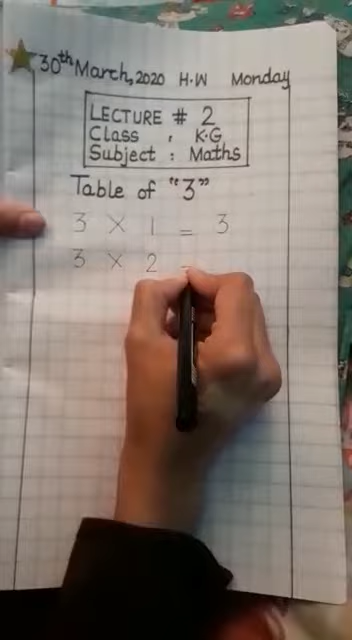 30th March, 2020 H.W Monday
LECTURE # 2
Class : K.G
Subject : Maths
Table of "3"
3 X 1 = 3
3 X 2 =